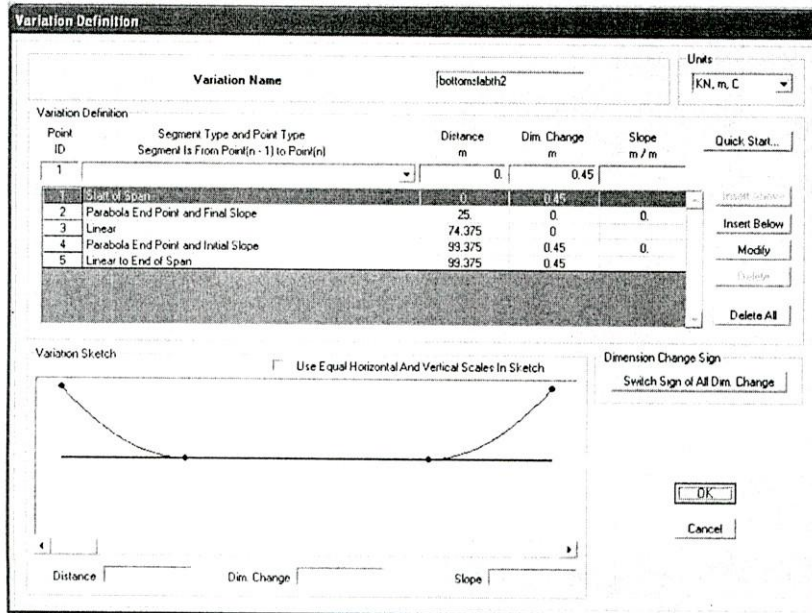 Variation Definition
Units
Variation Name
bottomslabth2
KN, m, C
Variation Definition
Point Segment Type and Point Type Distance Dim. Change Slope
ID Segment Is From Point(n - 1) to Point(n) m m m / m
Quick Start...
1 0. 0.45
1 Start of Span 0. 0.45
2 Parabola End Point and Final Slope 25. 0. 0.
3 Linear 74.375 0
4 Parabola End Point and Initial Slope 99.375 0.45 0.
5 Linear to End of Span 99.375 0.45
Insert Above
Insert Below
Modify
Delete
Delete All
Variation Sketch
Use Equal Horizontal And Vertical Scales In Sketch
Dimension Change Sign
Switch Sign of All Dim. Change
OK
Cancel
Distance Dim. Change Slope